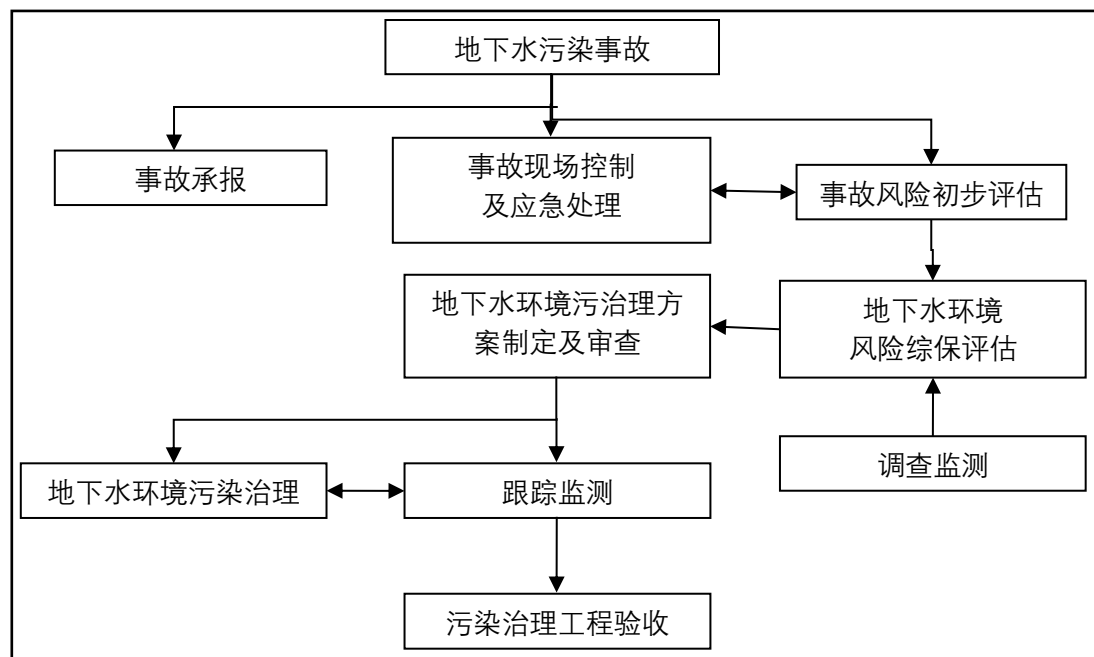 地下水污染事故
事故承报
事故现场控制
及应急处理
事故风险初步评估
地下水环境污治理方
案制定及审查
地下水环境
风险综保评估
调查监测
地下水环境污染治理
跟踪监测
污染治理工程验收